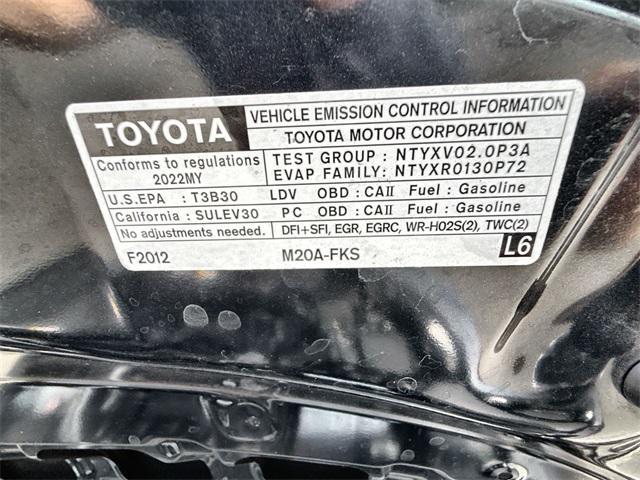 TOYOTA
VEHICLE EMISSION CONTROL INFORMATION
TOYOTA MOTOR CORPORATION
Conforms to regulations
2022MY
TEST GROUP : NTYXV02.0P3A
EVAP FAMILY: NTYXR0130P72
U.S.EPA : T3B30 LDV OBD : CAII Fuel : Gasoline
California : SULEV30 PC OBD : CAII Fuel : Gasoline
No adjustments needed. DFI+SFI, EGR, EGRC, WR-HO2S(2), TWC(2)
F2012 M20A-FKS L6